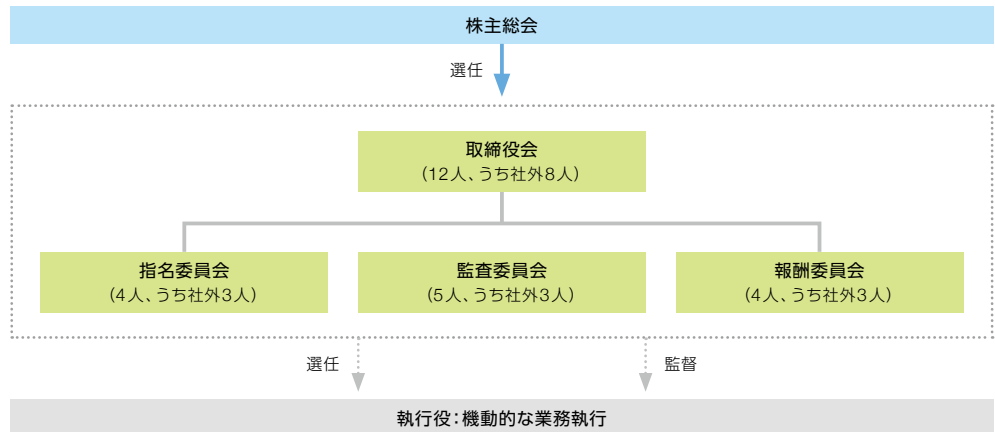 株主総会
選任
取締役会
(12人、うち社外8人)
指名委員会
(4人、うち社外3人)
監査委員会
(5人、うち社外3人)
報酬委員会
(4人、うち社外3人)
選任
監督
執行役:機動的な業務執行